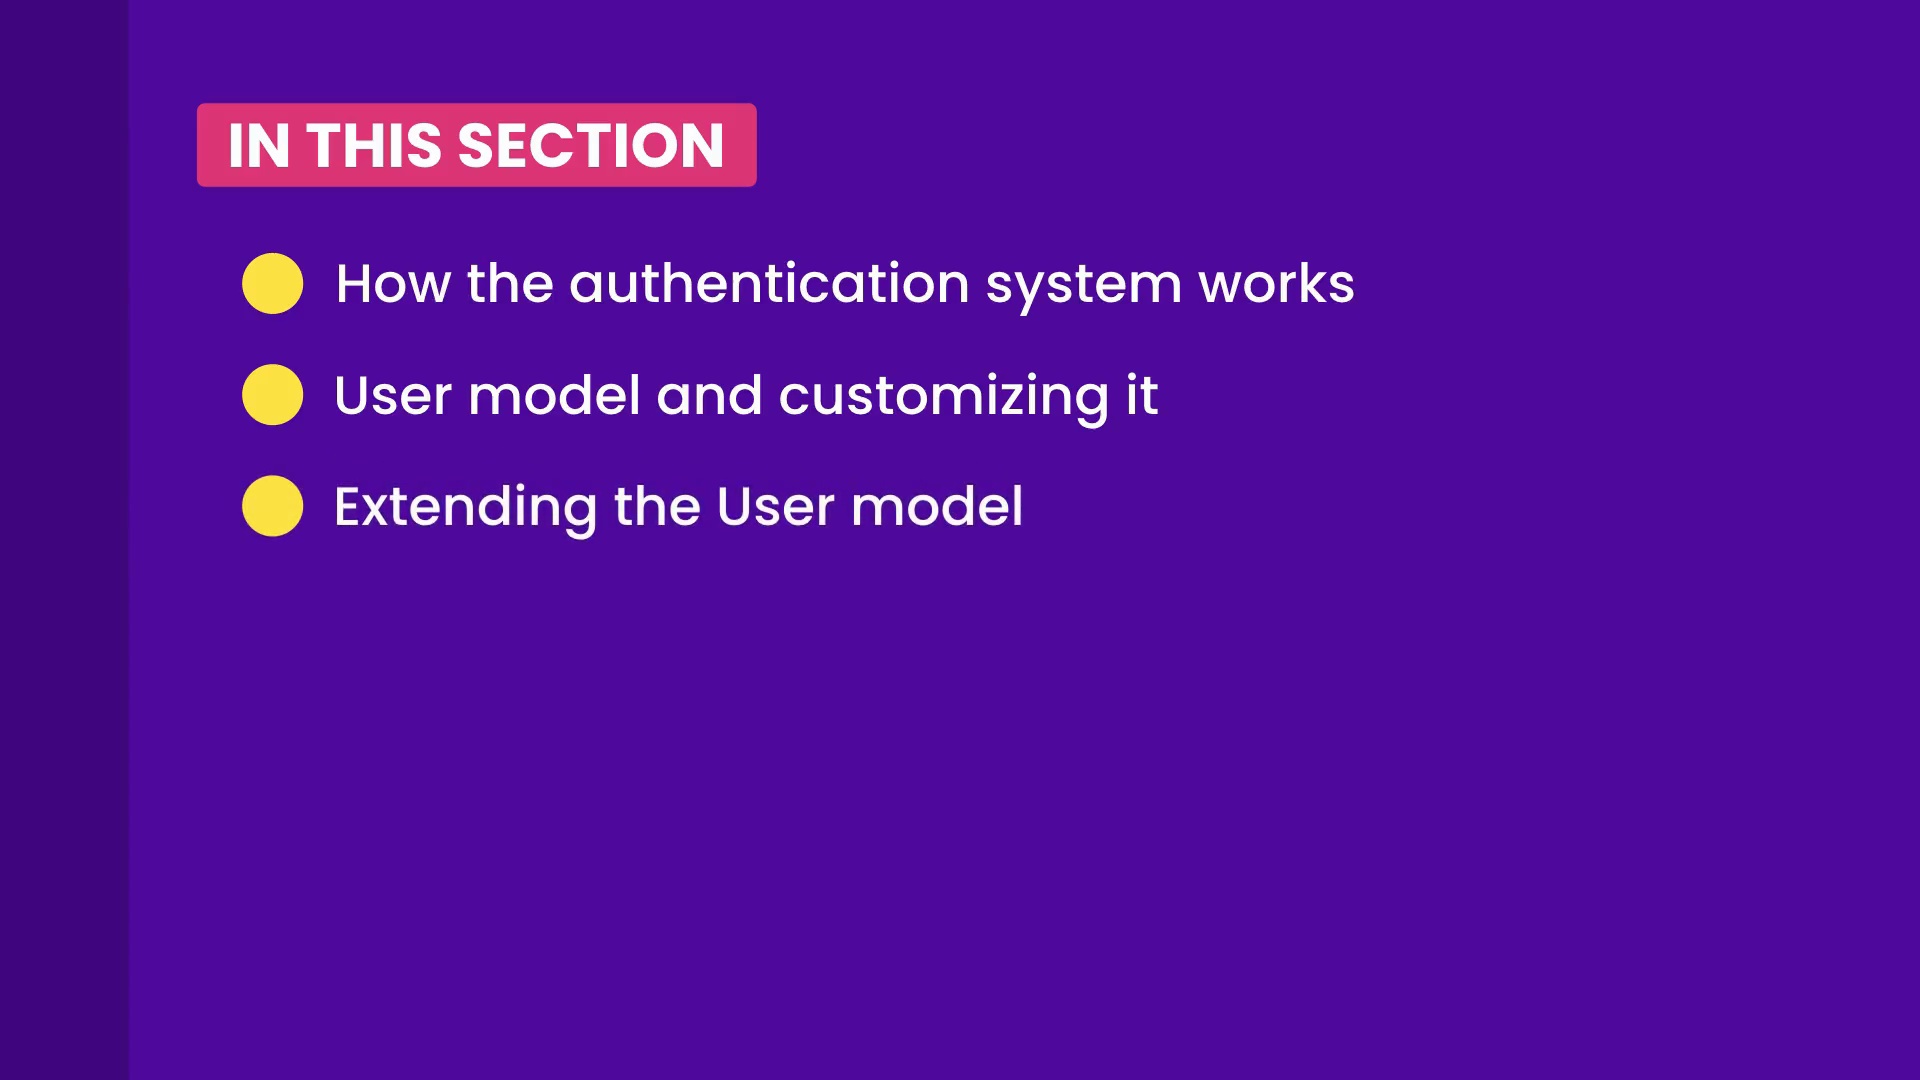 IN THIS SECTION
How the authentication system works
User model and customizing it
Extending the User model